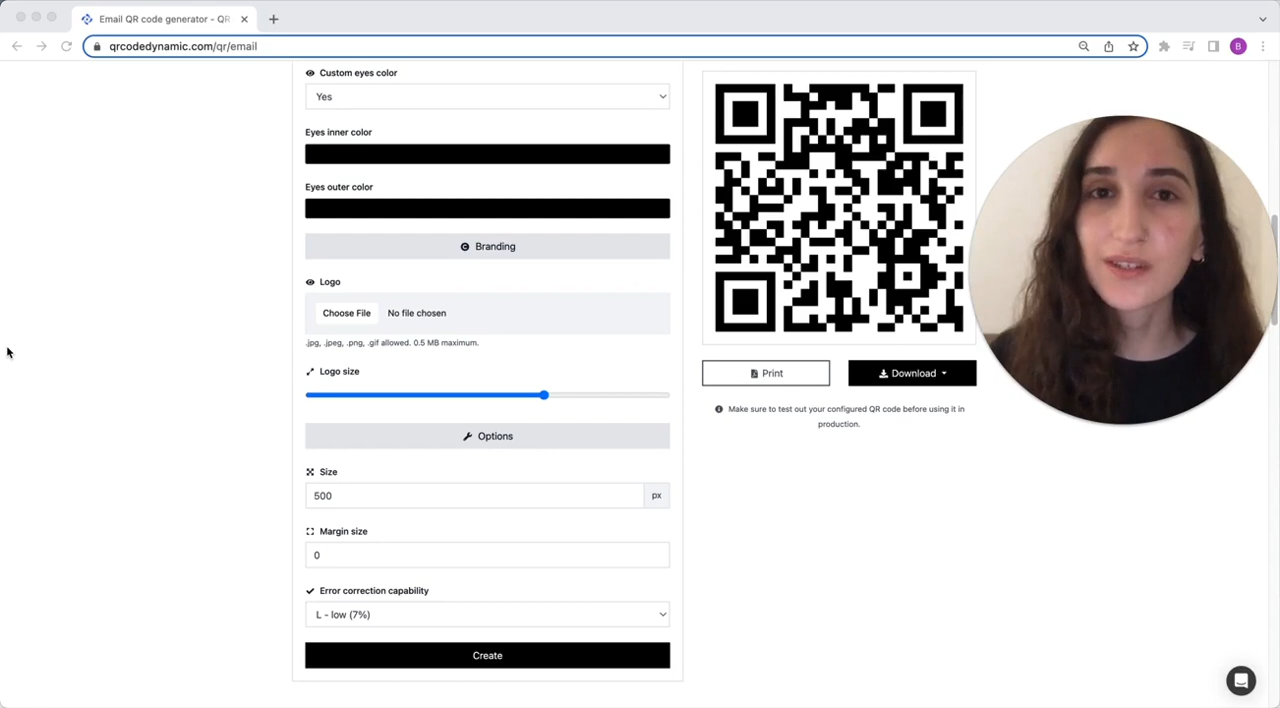 Email QR code generator - QR
qrcodedynamic.com/qr/email
B
Custom eyes color
Yes
Eyes inner color
Eyes outer color
Branding
Logo
Choose File No file chosen
.jpg, .jpeg, .png, .gif allowed. 0.5 MB maximum.
Logo size
Options
Size
500 px
Margin size
0
Error correction capability
L - low (7%)
Create
Print
Download
Make sure to test out your configured QR code before using it in
production.